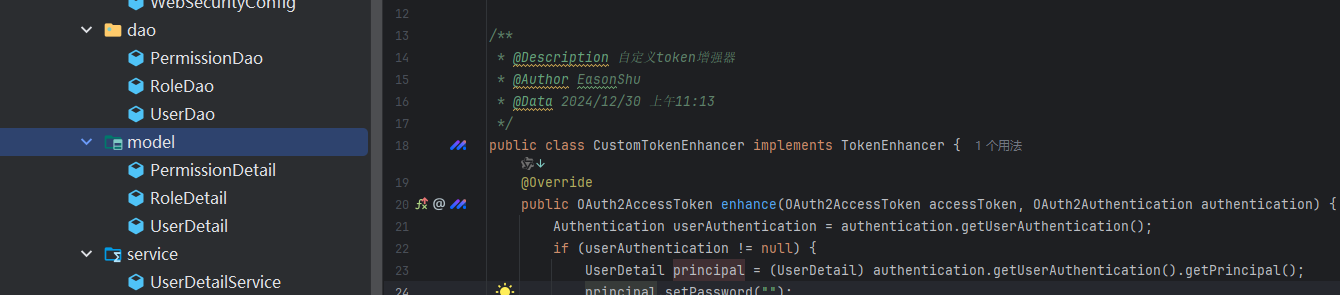 WebSecurityConfig
dao
PermissionDao
RoleDao
UserDao
model
PermissionDetail
RoleDetail
UserDetail
service
UserDetailService
12
13 /**
14 * @Description 自定义token增强器
15 * @Author EasonShu
16 * @Data 2024/12/30 上午11:13
17 */
18 public class CustomTokenEnhancer implements TokenEnhancer { 1 个用法
19 @Override
20 public OAuth2AccessToken enhance(OAuth2AccessToken accessToken, OAuth2Authentication authentication) {
21 Authentication userAuthentication = authentication.getUserAuthentication();
22 if (userAuthentication != null) {
23 UserDetail principal = (UserDetail) authentication.getUserAuthentication().getPrincipal();
24 principal.setPassword("");